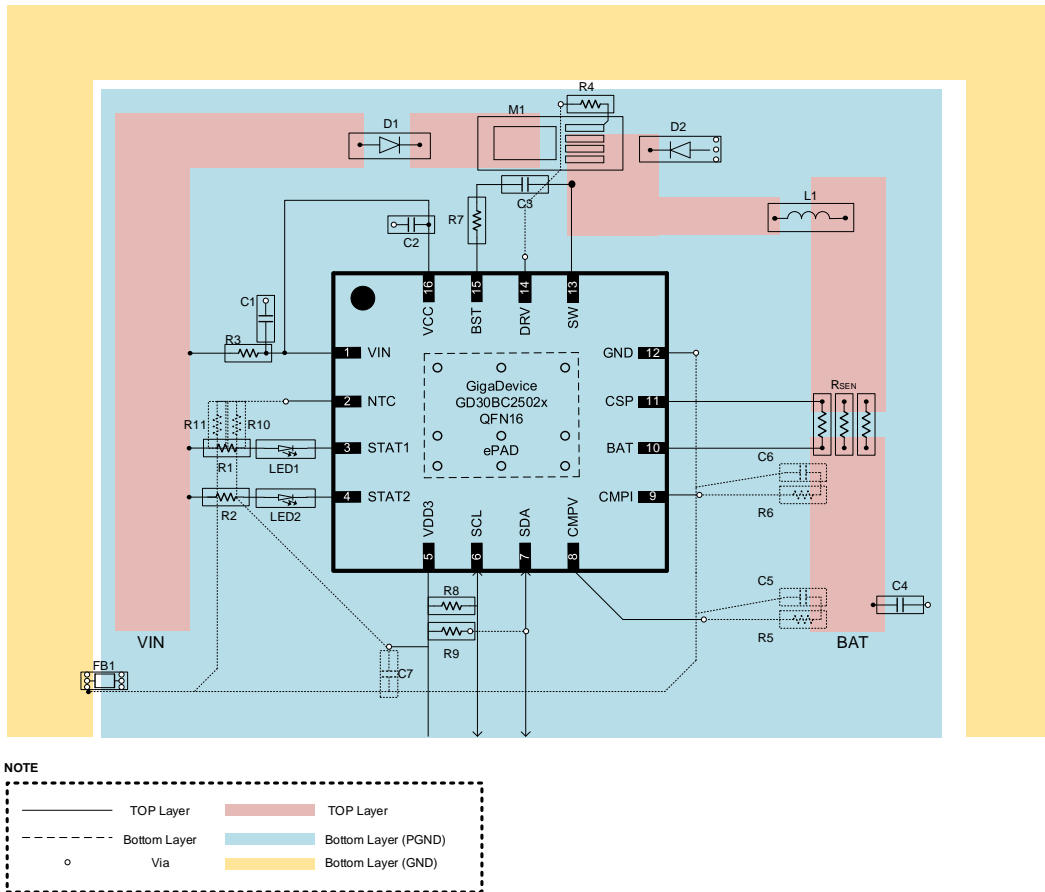 R4
M1
D1
D2
C3
L1
R7
C2
C1
R3
16
15
14
13
VCC
BST
DRV
SW
1
VIN
GND
12
2
NTC
CSP
11
3
STAT1
BAT
10
4
STAT2
CMPI
9
GigaDevice
GD30BC2502x
QFN16
ePAD
RSEN
R11
R10
R1
LED1
R2
LED2
C6
R6
VDD3
SCL
SDA
CMPV
5
6
7
8
R8
R9
C5
R5
C4
VIN
BAT
FB1
C7
NOTE
TOP Layer
TOP Layer
Bottom Layer
Bottom Layer (PGND)
Via
Bottom Layer (GND)